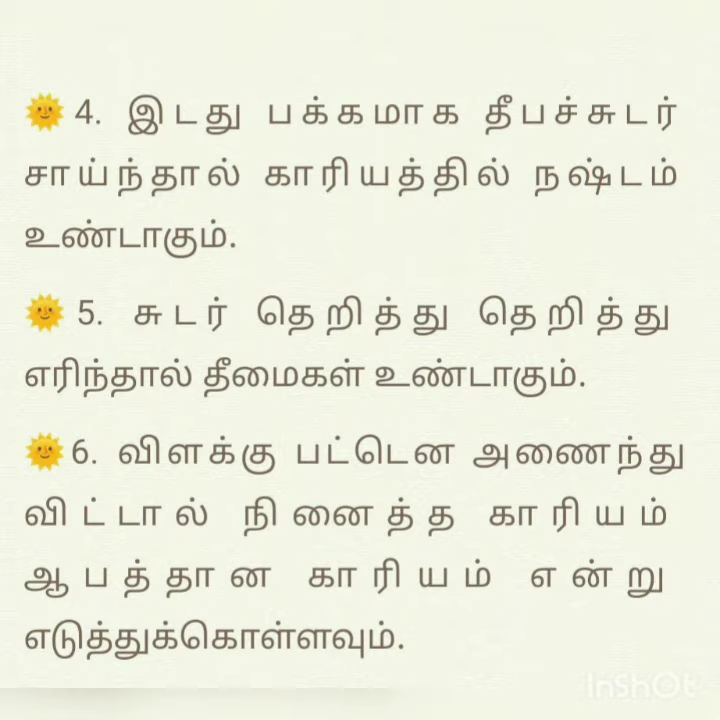 🌞 4. இடது பக்கமாக தீபச்சுடர்
சாய்ந்தால் காரியத்தில் நஷ்டம்
உண்டாகும்.
🌞 5. சுடர் தெறித்து தெறித்து
எரிந்தால் தீமைகள் உண்டாகும்.
🌞 6. விளக்கு பட்டென அணைந்து
விட்டால் நினைத்த காரியம்
ஆபத்தான காரியம் என்று
எடுத்துக்கொள்ளவும்.
InShOt